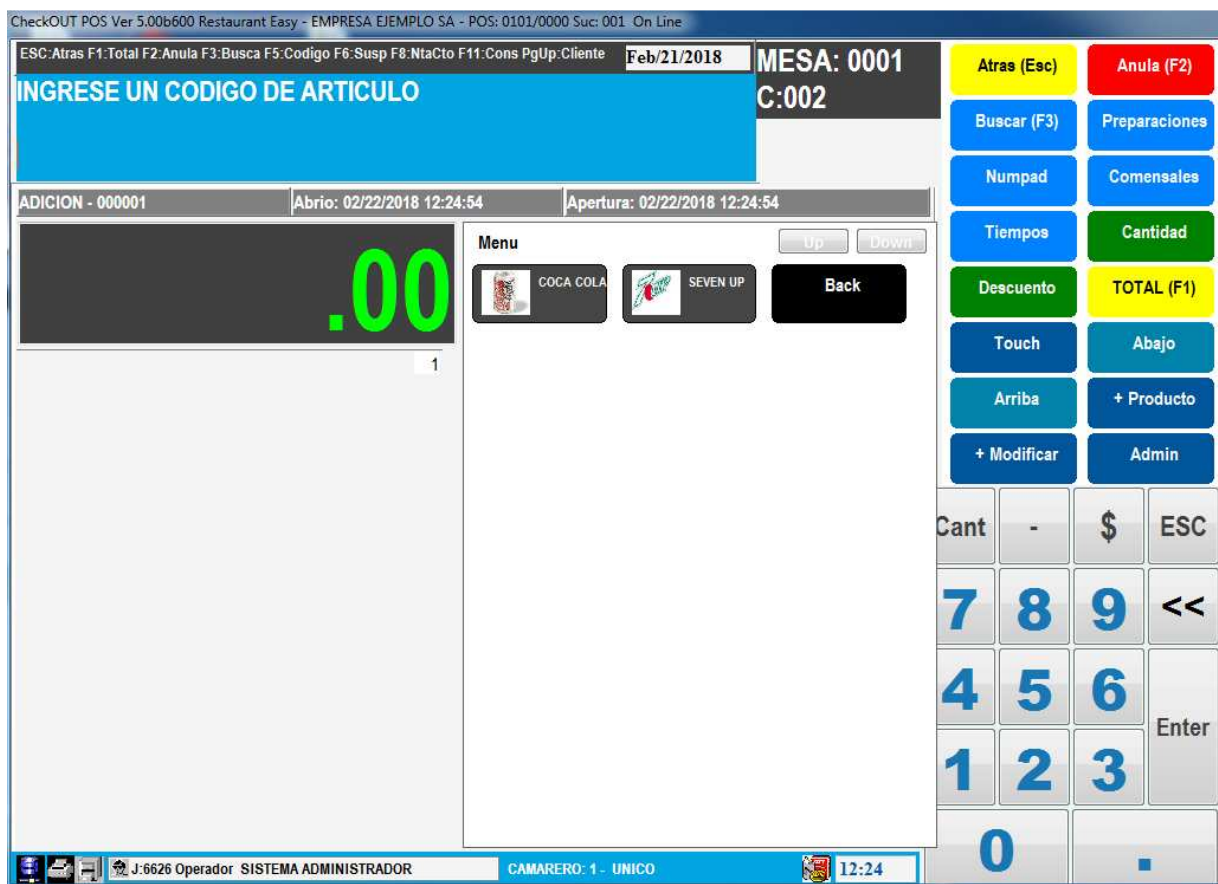 CheckOUT POS Ver 5.00b600 Restaurant Easy - EMPRESA EJEMPLO SA - POS: 0101/0000 Suc: 001 On Line
ESC:Atras F1:Total F2:Anula F3:Busca F5:Codigo F6:Susp F8:NtaCto F11:Cons PgUp:Cliente
Feb/21/2018
MESA: 0001
C:002
INGRESE UN CODIGO DE ARTICULO
ADICION - 000001
Abrio: 02/22/2018 12:24:54
Apertura: 02/22/2018 12:24:54
.00
1
Menu
Up
Down
COCA COLA
SEVEN UP
Back
Atras (Esc)
Anula (F2)
Buscar (F3)
Preparaciones
Numpad
Comensales
Tiempos
Cantidad
Descuento
TOTAL (F1)
Touch
Abajo
Arriba
+ Producto
+ Modificar
Admin
Cant - $ ESC
7 8 9 <<
4 5 6
Enter
1 2 3
0 .
J:6626 Operador SISTEMA ADMINISTRADOR
CAMARERO: 1 - UNICO
12:24